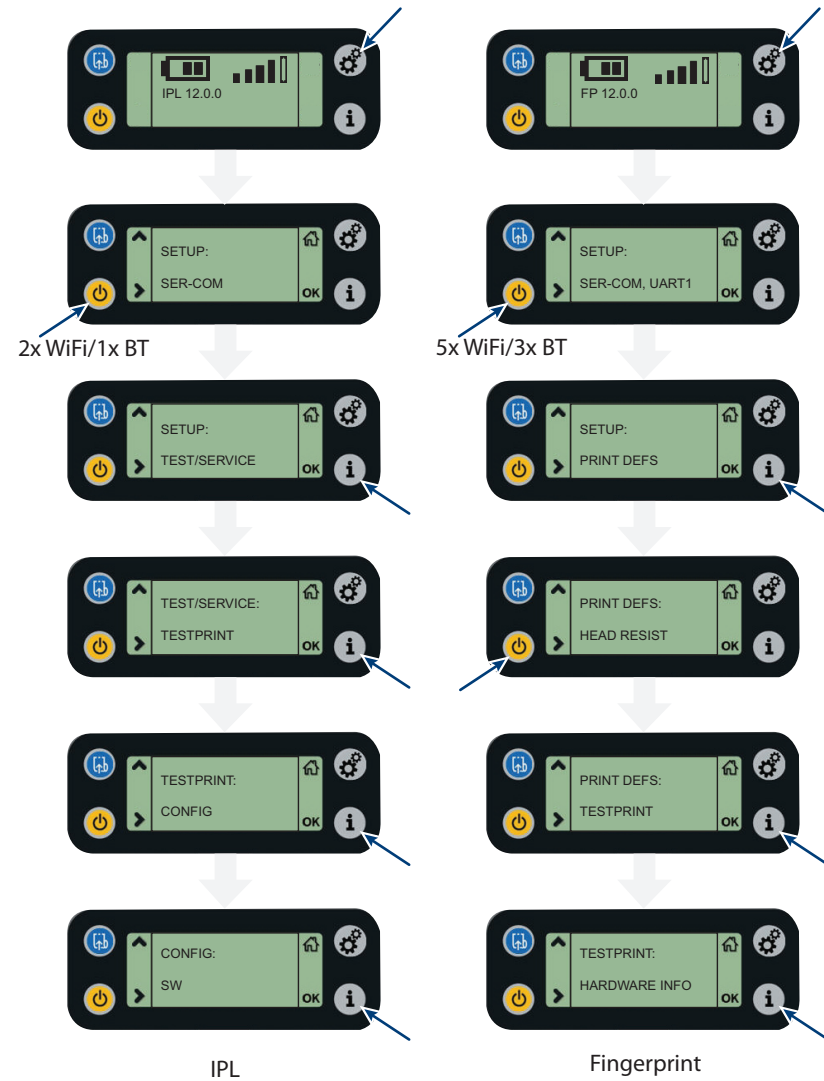 IPL 12.0.0
SETUP:
SER-COM
OK
2x WiFi/1x BT
SETUP:
TEST/SERVICE
OK
TEST/SERVICE:
TESTPRINT
OK
TESTPRINT:
CONFIG
OK
CONFIG:
SW
OK
IPL
FP 12.0.0
SETUP:
SER-COM, UART1
OK
5x WiFi/3x BT
SETUP:
PRINT DEFS
OK
PRINT DEFS:
HEAD RESIST
OK
PRINT DEFS:
TESTPRINT
OK
TESTPRINT:
HARDWARE INFO
OK
Fingerprint